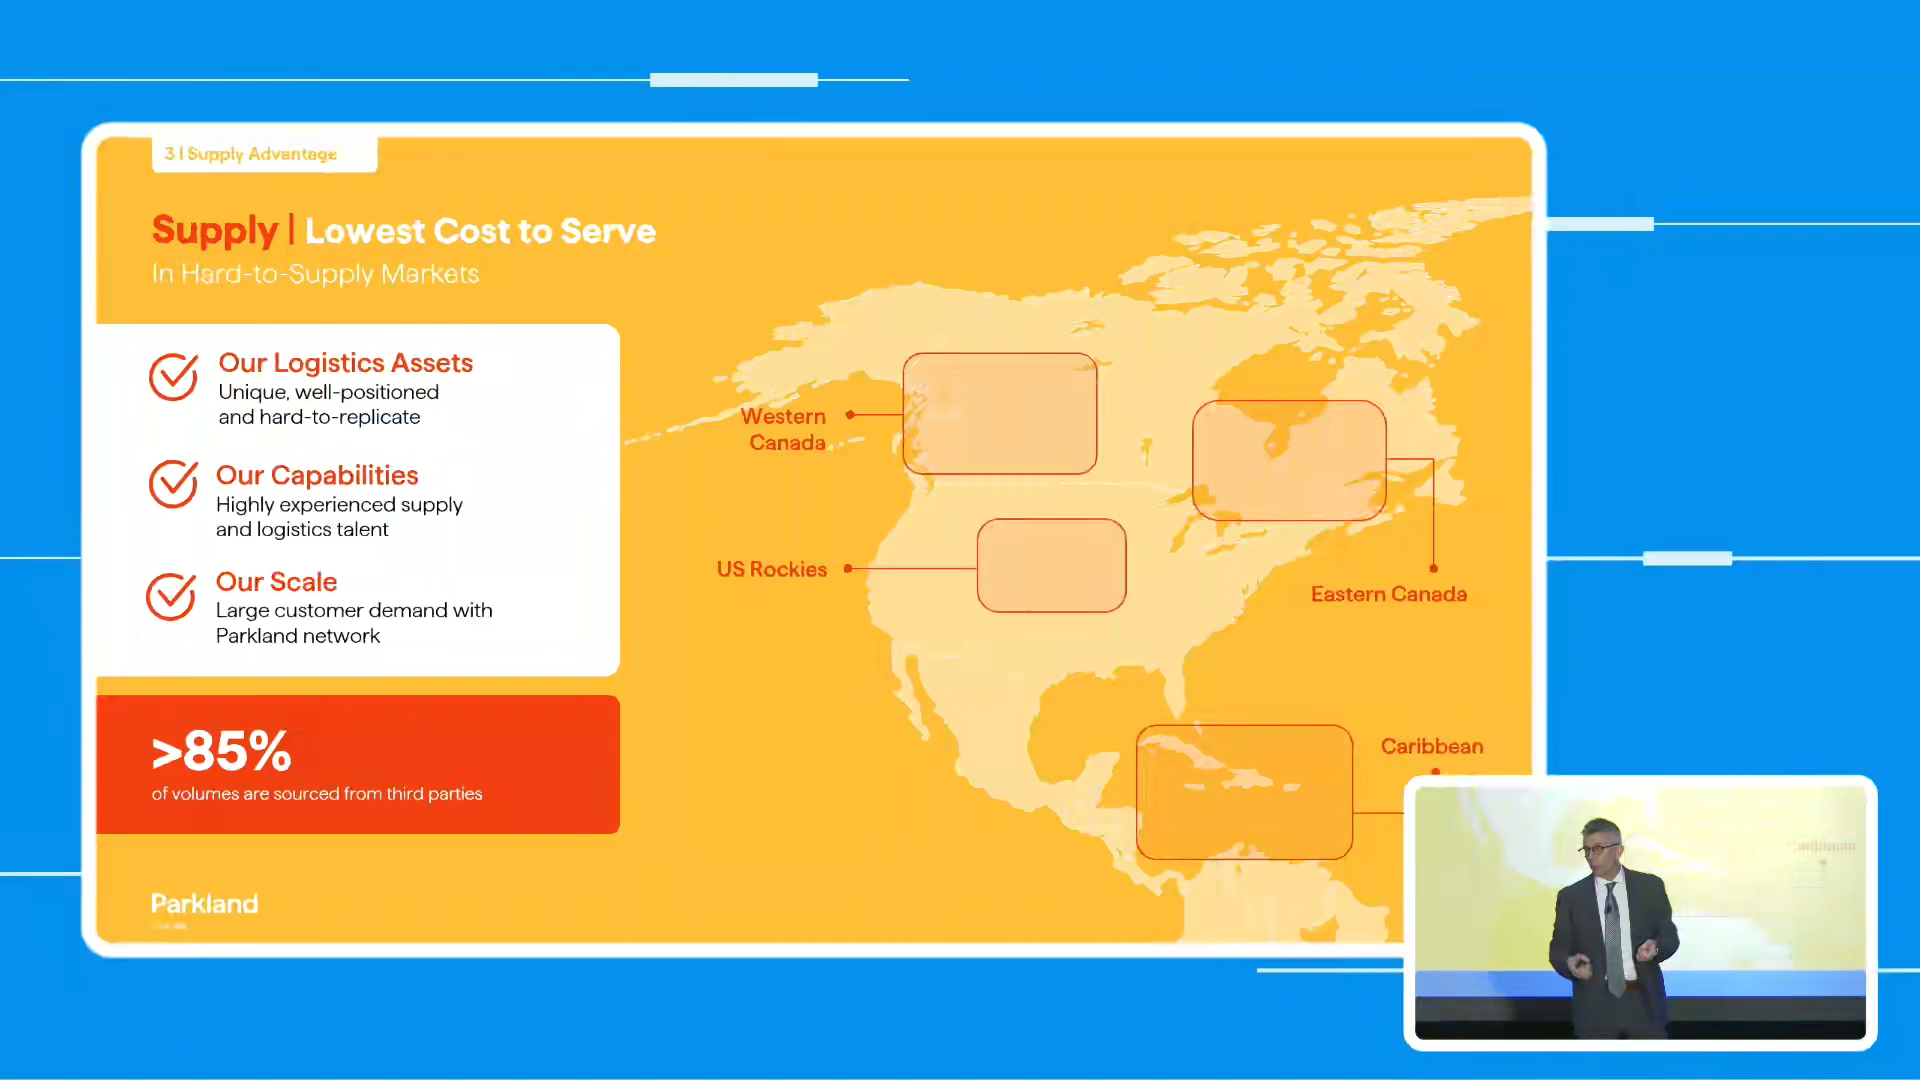 3 | Supply Advantage
Supply | Lowest Cost to Serve
In Hard-to-Supply Markets
Our Logistics Assets
Unique, well-positioned
and hard-to-replicate
Our Capabilities
Highly experienced supply
and logistics talent
Our Scale
Large customer demand with
Parkland network
>85%
of volumes are sourced from third parties
Parkland
Western
Canada
US Rockies
Eastern Canada
Caribbean